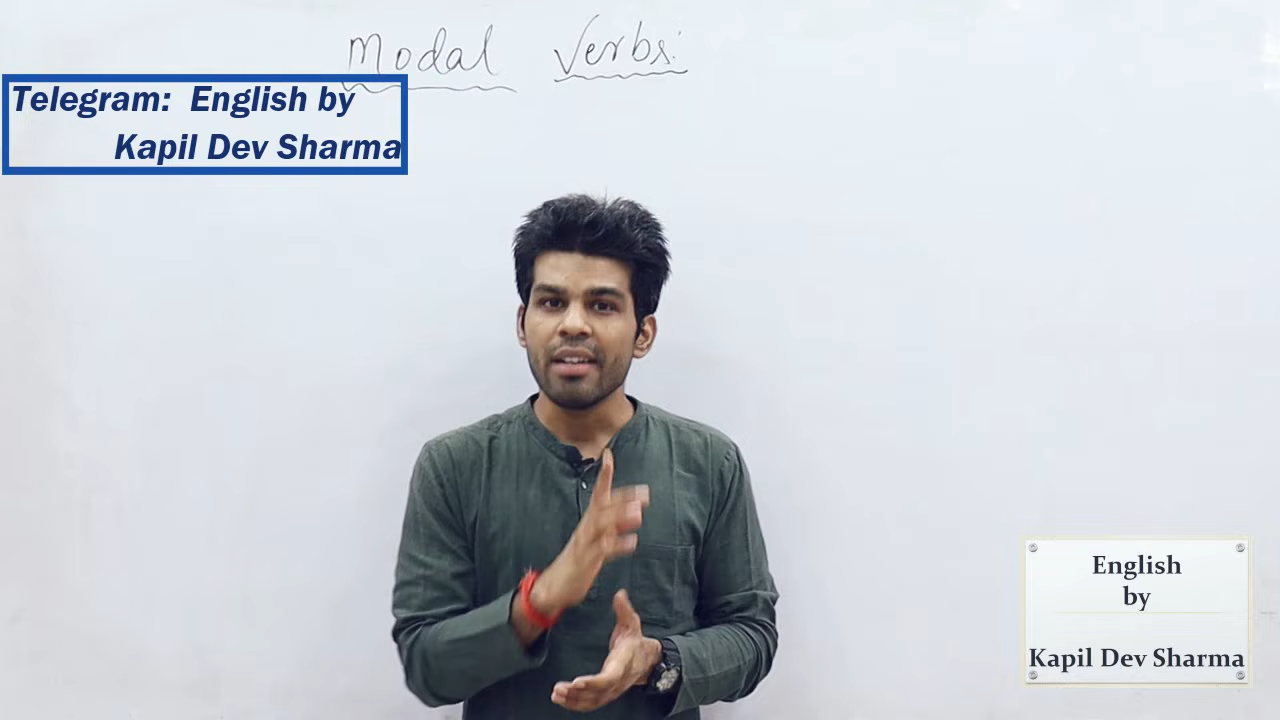 Modal Verbs:
Telegram: English by
Kapil Dev Sharma
English
by
Kapil Dev Sharma